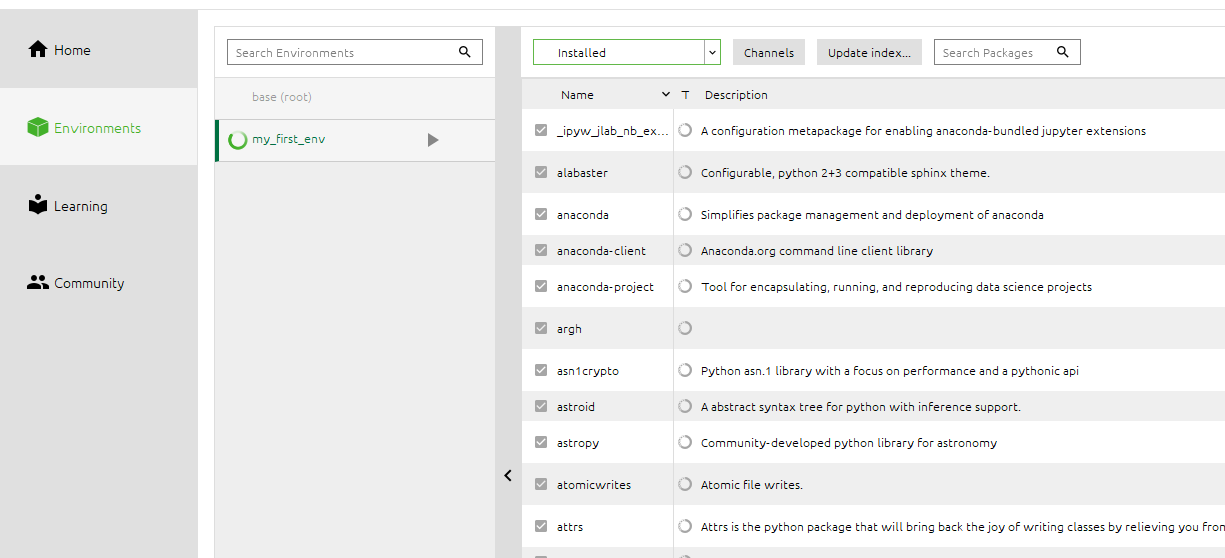 Home
Environments
Learning
Community
Search Environments
base (root)
my_first_env
Installed
Channels
Update index...
Search Packages
Name T Description
_ipyw_jlab_nb_ex... A configuration metapackage for enabling anaconda-bundled jupyter extensions
alabaster Configurable, python 2+3 compatible sphinx theme.
anaconda Simplifies package management and deployment of anaconda
anaconda-client Anaconda.org command line client library
anaconda-project Tool for encapsulating, running, and reproducing data science projects
argh
asn1crypto Python asn.1 library with a focus on performance and a pythonic api
astroid A abstract syntax tree for python with inference support.
astropy Community-developed python library for astronomy
atomicwrites Atomic file writes.
attrs Attrs is the python package that will bring back the joy of writing classes by relieving you from